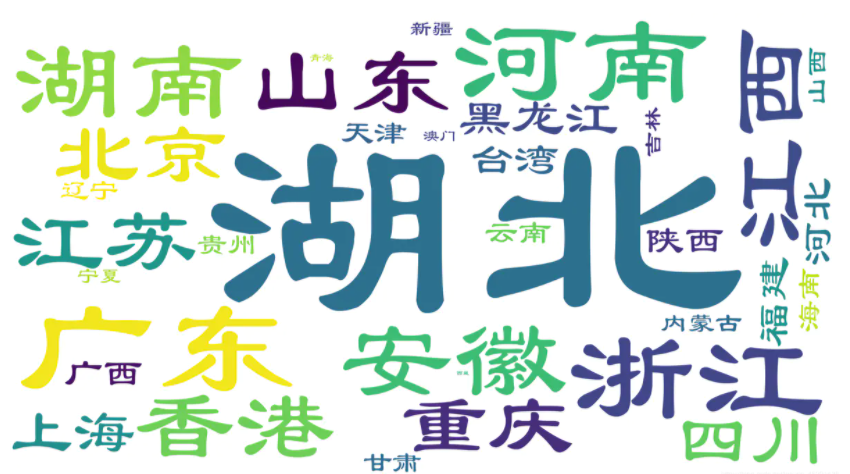 新疆
湖南
山东
青海
河南
江西
山西
北京
天津
澳门
黑龙江
吉林
台湾
湖北
辽宁
江苏
贵州
云南
陕西
河北
宁夏
福建
海南
广东
广西
安徽
内蒙古
浙江
上海
香港
重庆
四川
甘肃